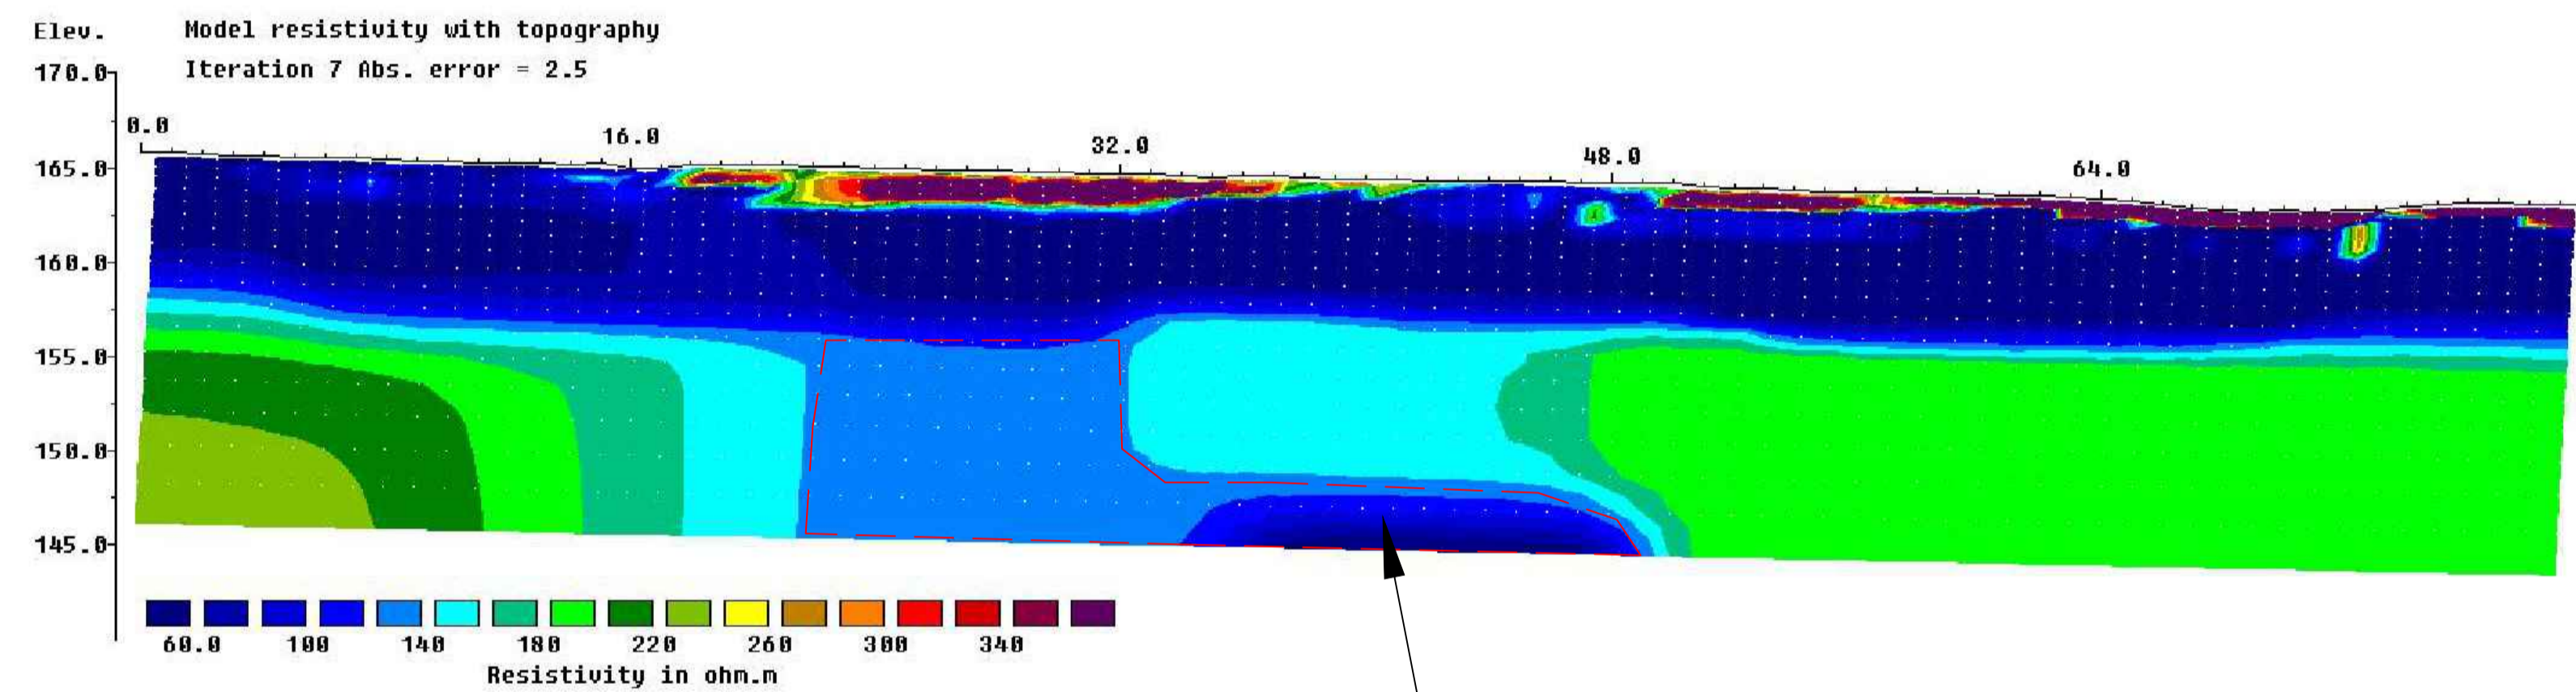 Elev.
Model resistivity with topography
Iteration 7 Abs. error = 2.5
170.0
0.0 16.0 32.0 48.0 64.0
165.0
160.0
155.0
150.0
145.0
60.0 100 140 180 220 260 300 340
Resistivity in ohm.m